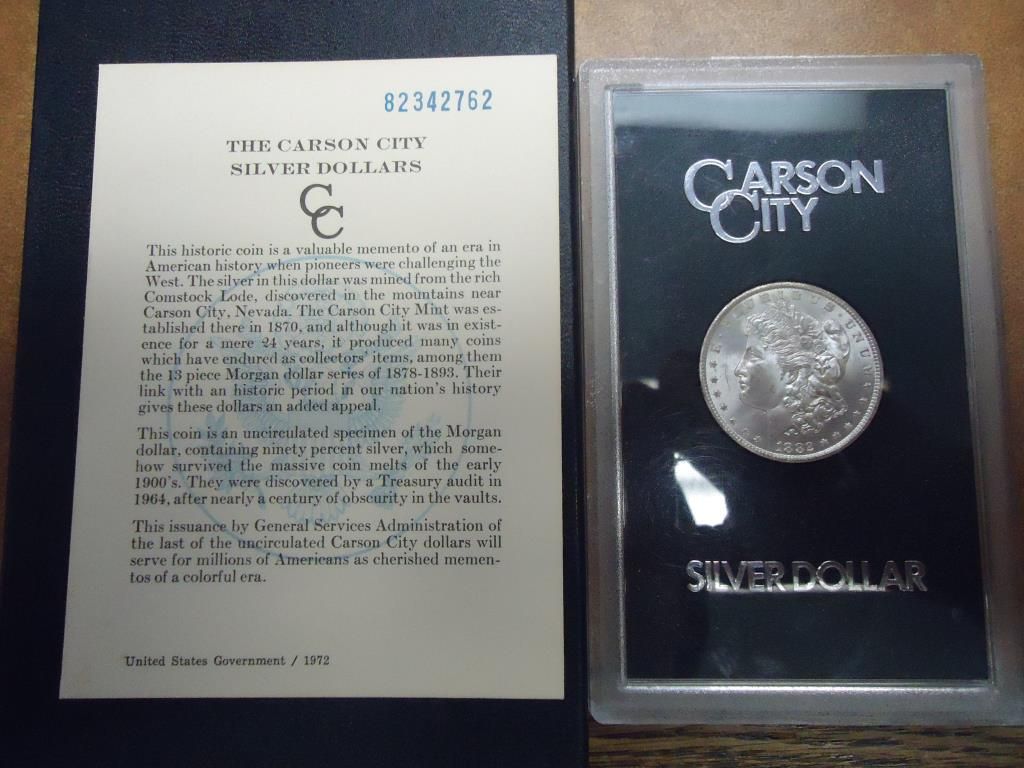 82342762
THE CARSON CITY
SILVER DOLLARS
CC
This historic coin is a valuable memento of an era in
American history when pioneers were challenging the
West. The silver in this dollar was mined from the rich
Comstock Lode, discovered in the mountains near
Carson City, Nevada. The Carson City Mint was es-
tablished there in 1870, and although it was in exist-
ence for a mere 24 years, it produced many coins
which have endured as collectors' items, among them
the 13 piece Morgan dollar series of 1878-1893. Their
link with an historic period in our nation's history
gives these dollars an added appeal.
This coin is an uncirculated specimen of the Morgan
dollar, containing ninety percent silver, which some-
how survived the massive coin melts of the early
1900's. They were discovered by a Treasury audit in
1964, after nearly a century of obscurity in the vaults.
This issuance by General Services Administration of
the last of the uncirculated Carson City dollars will
serve for millions of Americans as cherished memen-
tos of a colorful era.
United States Government / 1972
CARSON
CITY
PLURIBUS · UNUM
1882
SILVER DOLLAR